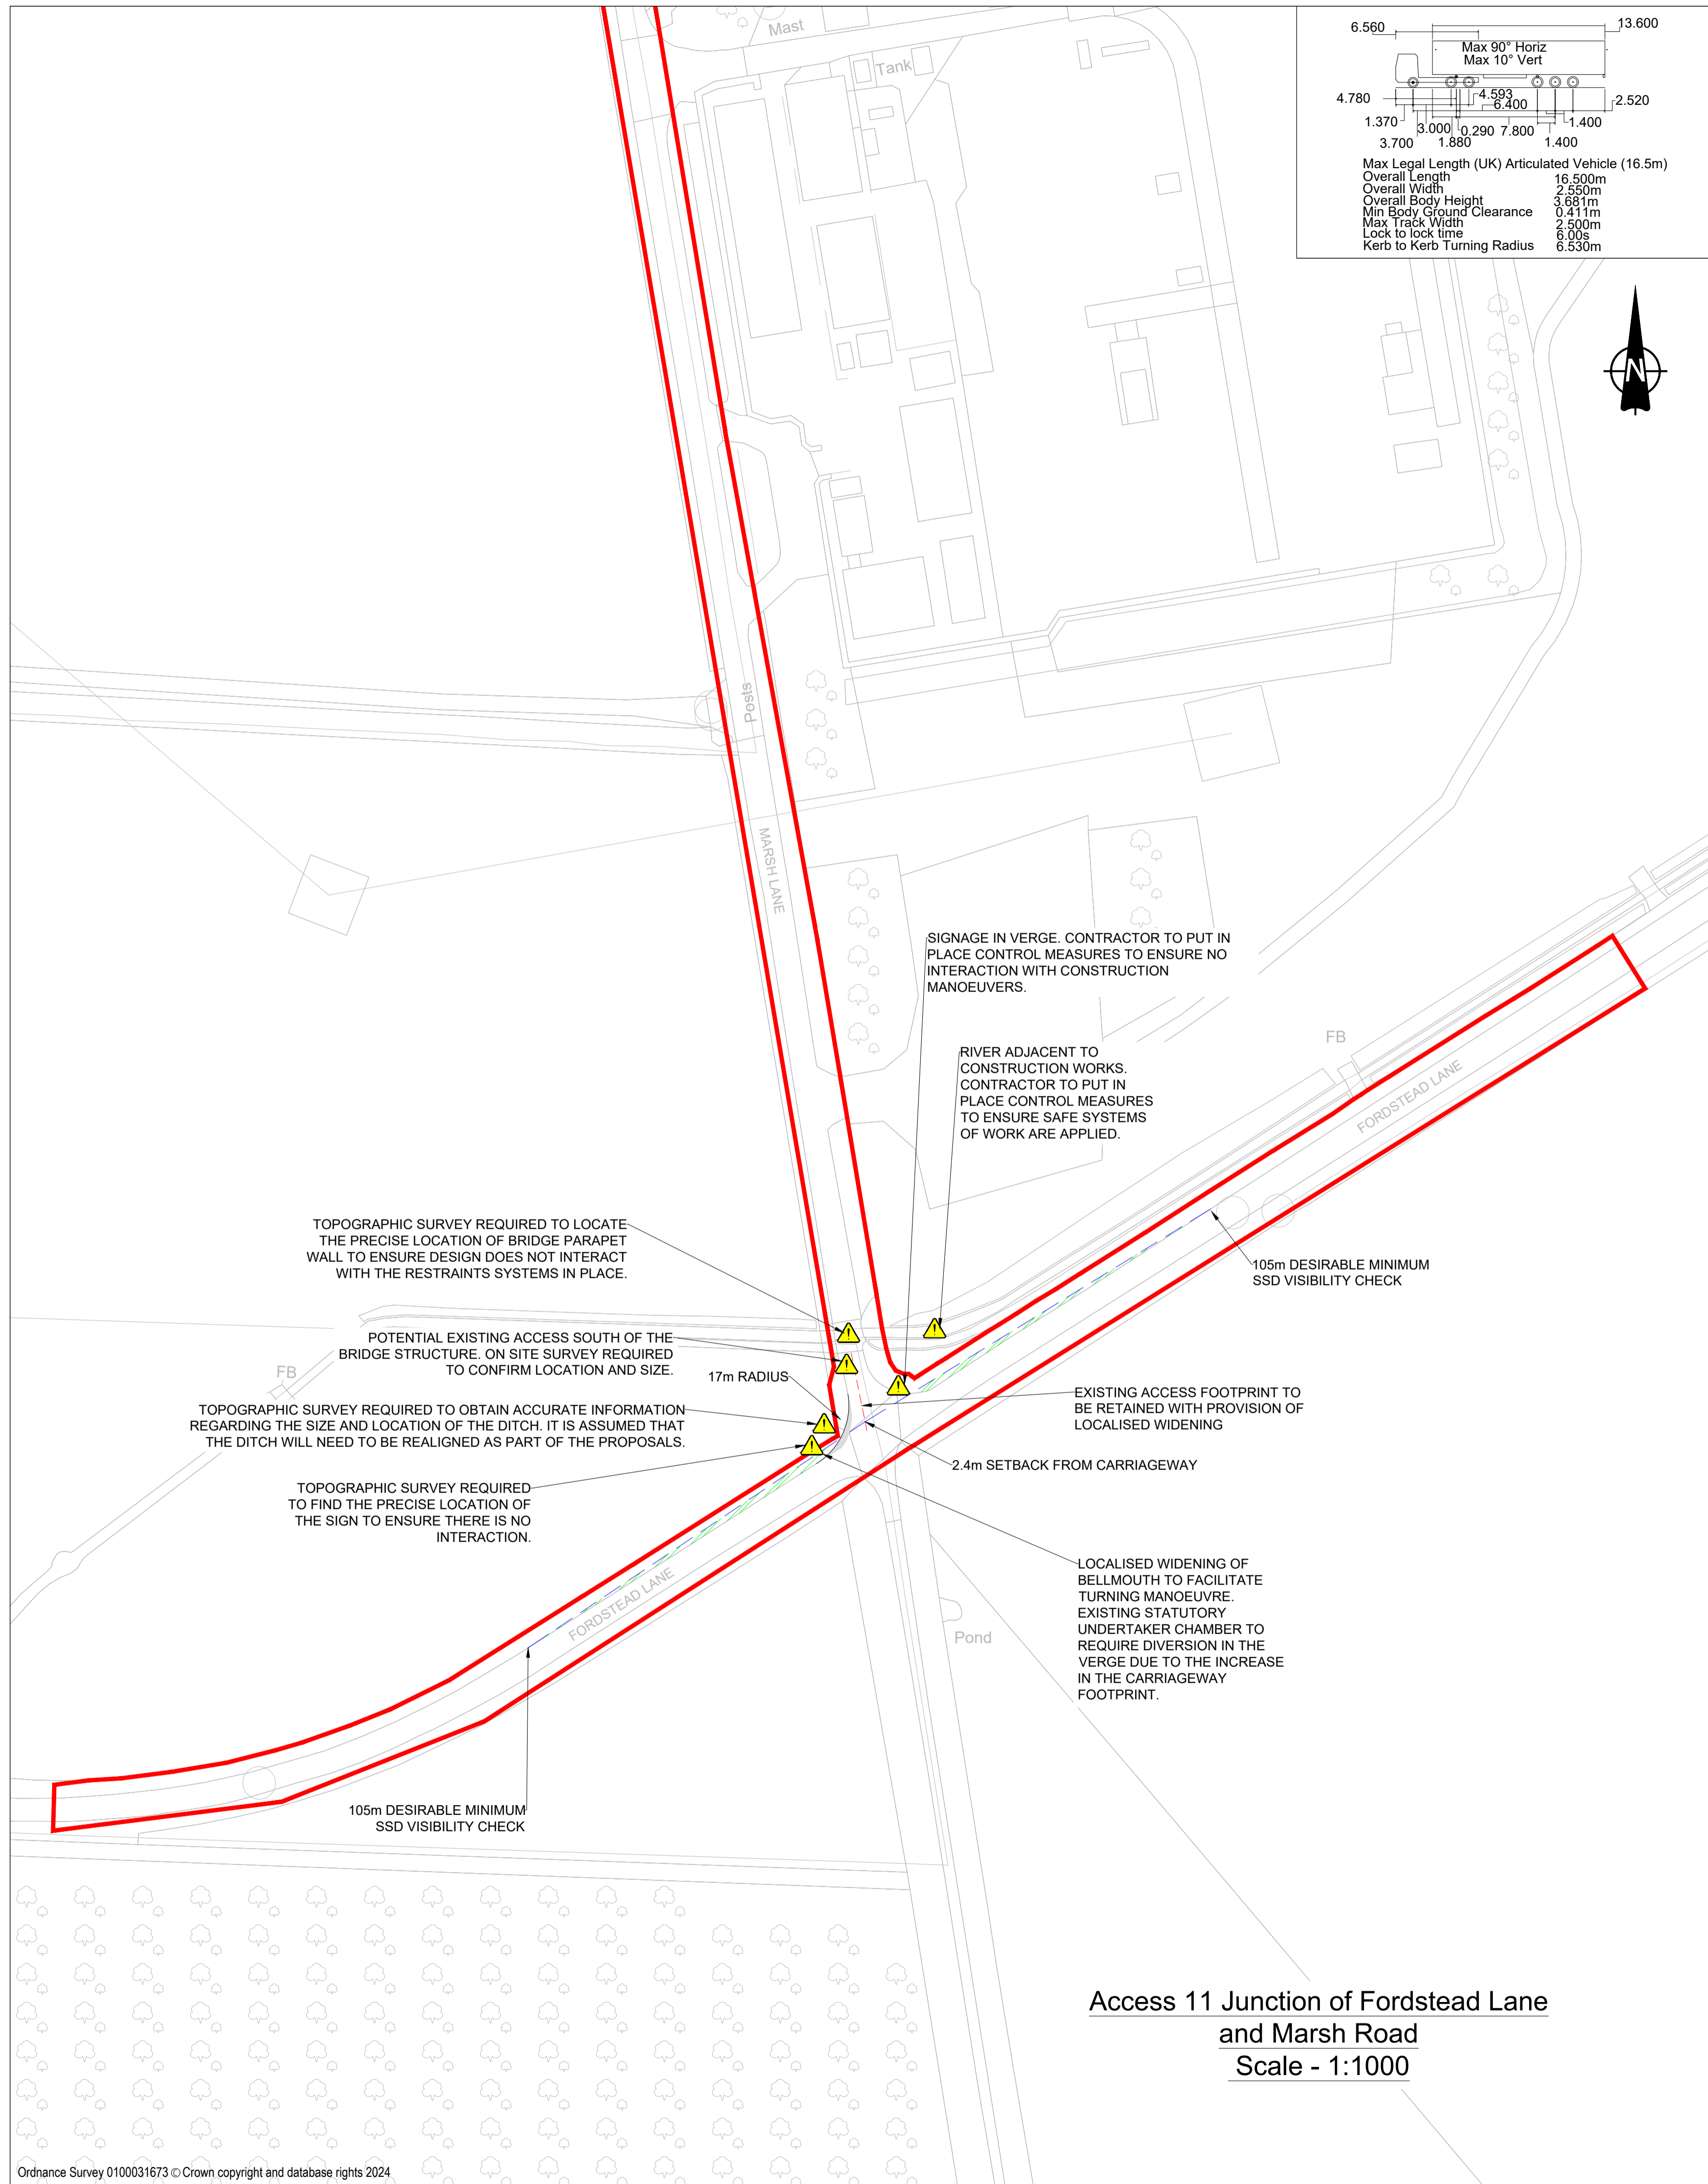 Mast
Tank
6.560
13.600
Max 90° Horiz
Max 10° Vert
4.780
4.593
6.400
2.520
1.370
3.000
0.290
7.800
1.400
3.700
1.880
1.400
Max Legal Length (UK) Articulated Vehicle (16.5m)
Overall Length 16.500m
Overall Width 2.550m
Overall Body Height 3.681m
Min Body Ground Clearance 0.411m
Max Track Width 2.500m
Lock to lock time 6.00s
Kerb to Kerb Turning Radius 6.530m
N
Posts
MARSH LANE
SIGNAGE IN VERGE. CONTRACTOR TO PUT IN
PLACE CONTROL MEASURES TO ENSURE NO
INTERACTION WITH CONSTRUCTION
MANOEUVERS.
RIVER ADJACENT TO
CONSTRUCTION WORKS.
CONTRACTOR TO PUT IN
PLACE CONTROL MEASURES
TO ENSURE SAFE SYSTEMS
OF WORK ARE APPLIED.
FB
FORDSTEAD LANE
TOPOGRAPHIC SURVEY REQUIRED TO LOCATE
THE PRECISE LOCATION OF BRIDGE PARAPET
WALL TO ENSURE DESIGN DOES NOT INTERACT
WITH THE RESTRAINTS SYSTEMS IN PLACE.
105m DESIRABLE MINIMUM
SSD VISIBILITY CHECK
POTENTIAL EXISTING ACCESS SOUTH OF THE
BRIDGE STRUCTURE. ON SITE SURVEY REQUIRED
TO CONFIRM LOCATION AND SIZE.
FB
17m RADIUS
EXISTING ACCESS FOOTPRINT TO
BE RETAINED WITH PROVISION OF
LOCALISED WIDENING
TOPOGRAPHIC SURVEY REQUIRED TO OBTAIN ACCURATE INFORMATION
REGARDING THE SIZE AND LOCATION OF THE DITCH. IT IS ASSUMED THAT
THE DITCH WILL NEED TO BE REALIGNED AS PART OF THE PROPOSALS.
2.4m SETBACK FROM CARRIAGEWAY
TOPOGRAPHIC SURVEY REQUIRED
TO FIND THE PRECISE LOCATION OF
THE SIGN TO ENSURE THERE IS NO
INTERACTION.
LOCALISED WIDENING OF
BELLMOUTH TO FACILITATE
TURNING MANOEUVRE.
EXISTING STATUTORY
UNDERTAKER CHAMBER TO
REQUIRE DIVERSION IN THE
VERGE DUE TO THE INCREASE
IN THE CARRIAGEWAY
FOOTPRINT.
FORDSTEAD LANE
Pond
105m DESIRABLE MINIMUM
SSD VISIBILITY CHECK
Access 11 Junction of Fordstead Lane
and Marsh Road
Scale - 1:1000
Ordnance Survey 0100031673 © Crown copyright and database rights 2024